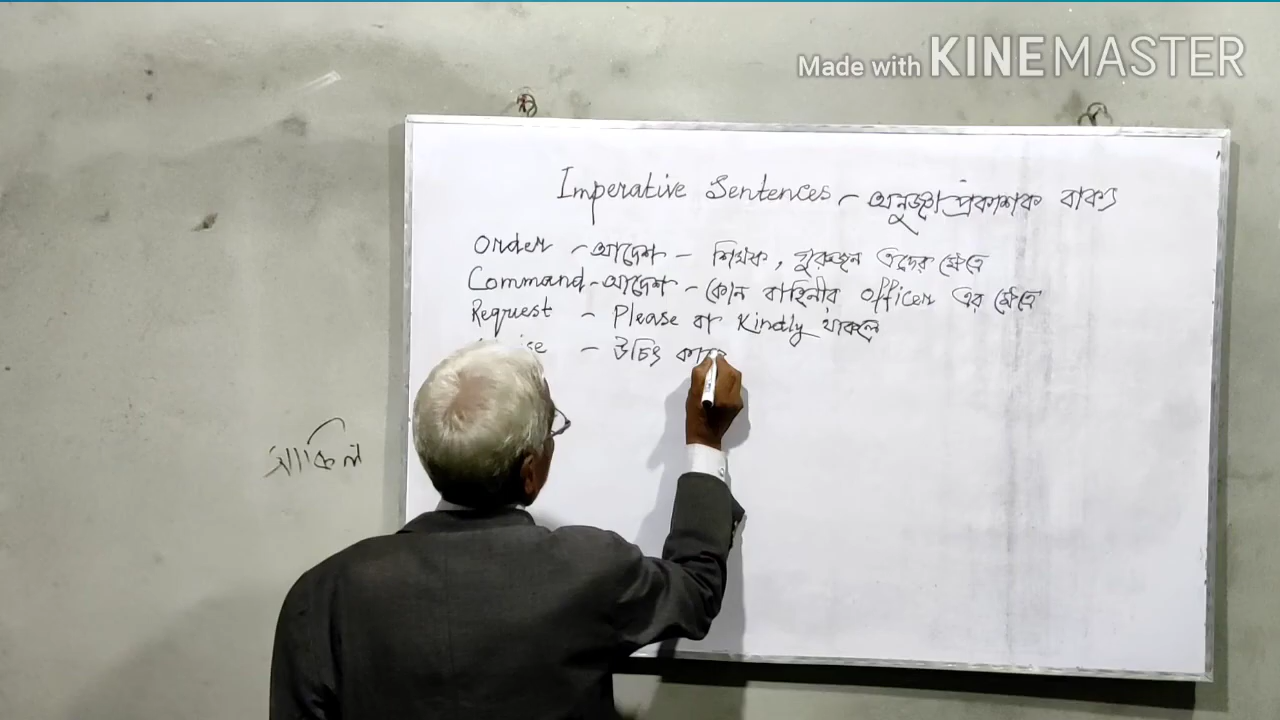 Made with KINEMASTER
Imperative Sentences - অনুজ্ঞা প্রকাশক বাক্য
Order - আদেশ - শিক্ষক, গুরুজন এদের ক্ষেত্রে
Command - আদেশ - কোন বাহিনীর Officer এর ক্ষেত্রে
Request - Please বা Kindly থাকলে
- উচিৎ